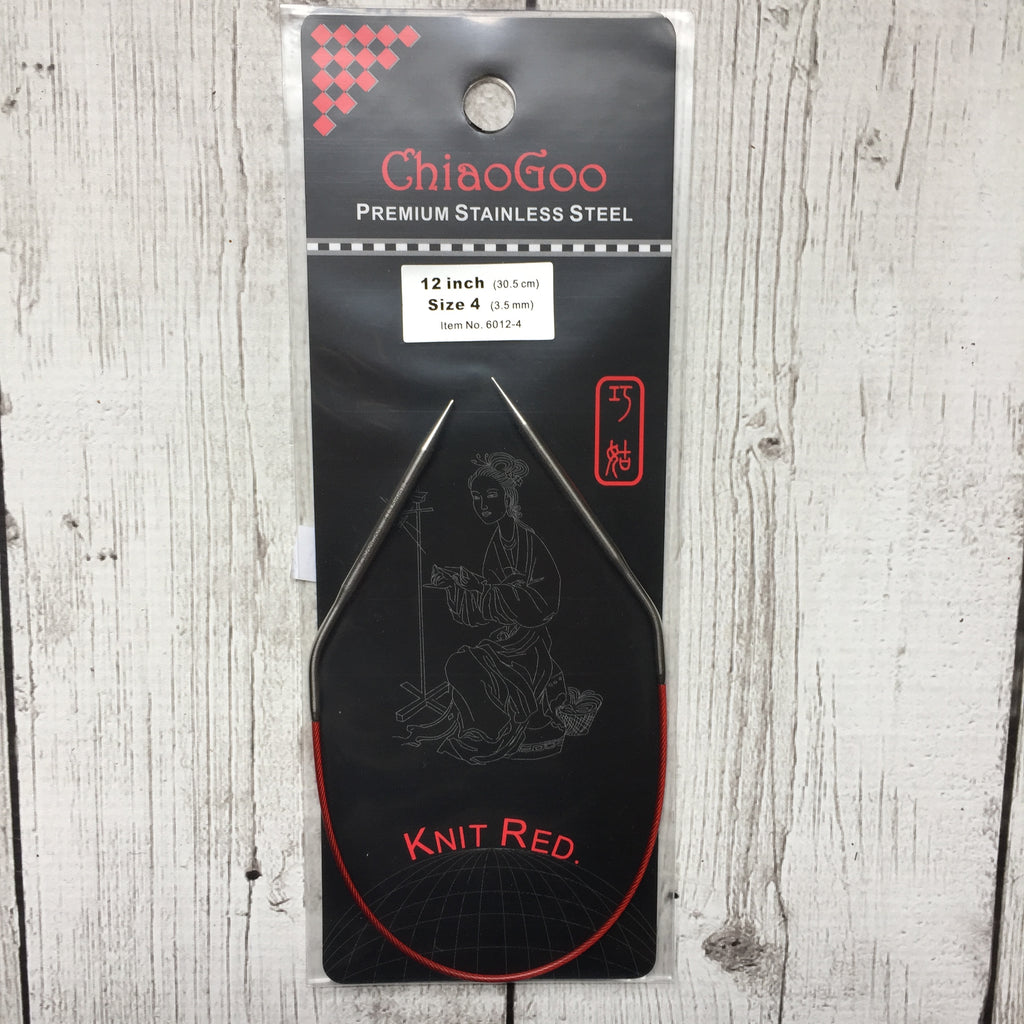 ChiaoGoo
PREMIUM STAINLESS STEEL
12 inch (30.5 cm)
Size 4 (3.5 mm)
Item No. 6012-4
巧
姑
KNIT RED.